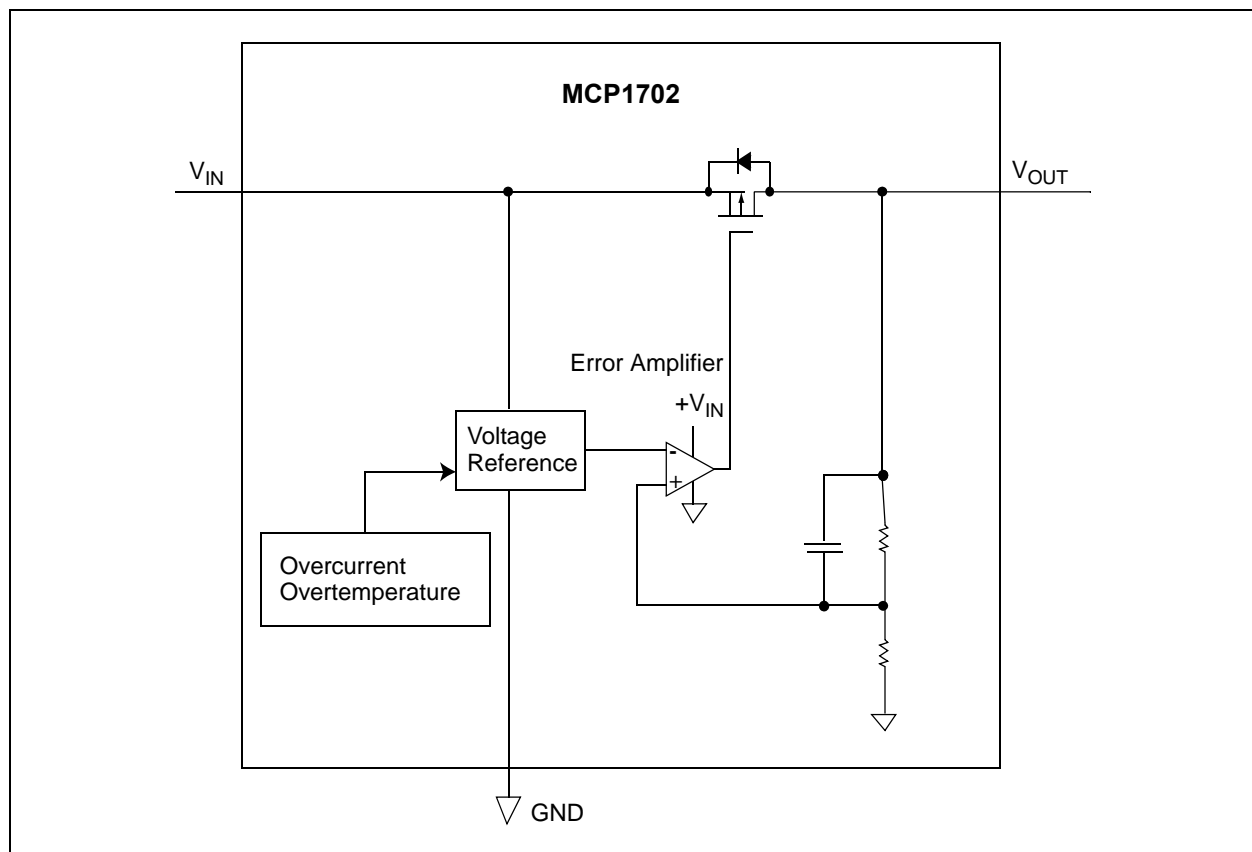 MCP1702
V_IN
V_OUT
Error Amplifier
+V_IN
Voltage
Reference
-
+
Overcurrent
Overtemperature
GND